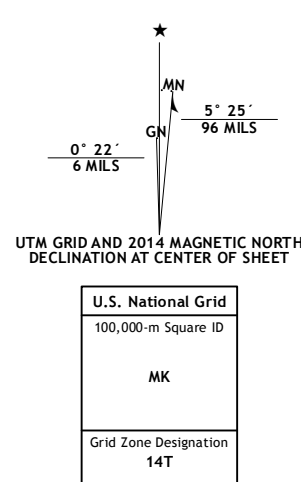 ★
MN
5° 25´
96 MILS
GN
0° 22´
6 MILS
UTM GRID AND 2014 MAGNETIC NORTH
DECLINATION AT CENTER OF SHEET
U.S. National Grid
100,000-m Square ID
MK
Grid Zone Designation
14T